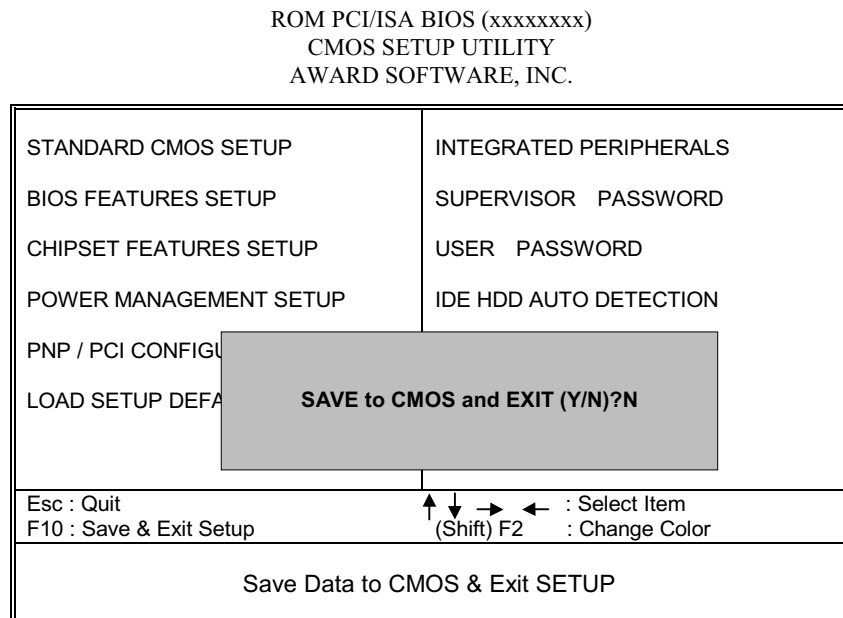 ROM PCI/ISA BIOS (xxxxxxxx)
CMOS SETUP UTILITY
AWARD SOFTWARE, INC.
STANDARD CMOS SETUP
BIOS FEATURES SETUP
CHIPSET FEATURES SETUP
POWER MANAGEMENT SETUP
PNP / PCI CONFIGU
LOAD SETUP DEFA
INTEGRATED PERIPHERALS
SUPERVISOR PASSWORD
USER PASSWORD
IDE HDD AUTO DETECTION
SAVE to CMOS and EXIT (Y/N)?N
Esc : Quit
F10 : Save & Exit Setup
↑ ↓ → ← : Select Item
(Shift) F2 : Change Color
Save Data to CMOS & Exit SETUP